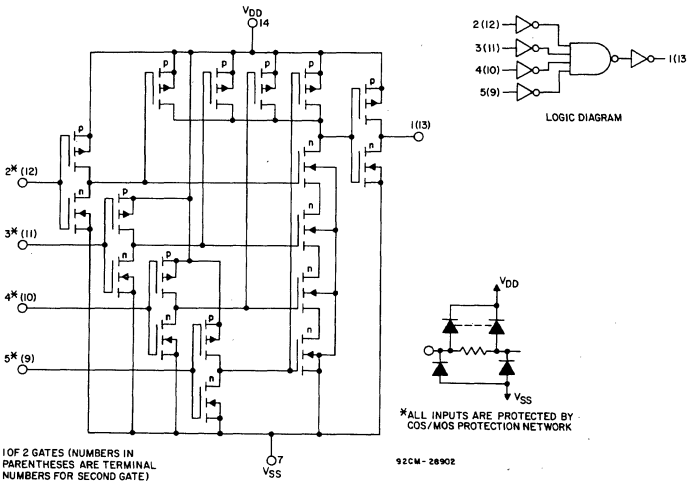 VDD
14
p
p
p
p
p
p
1(13)
n
n
2* (12)
n
p
3* (11)
n
n
p
4* (10)
n
n
p
5* (9)
n
7
VSS
1 OF 2 GATES (NUMBERS IN
PARENTHESES ARE TERMINAL
NUMBERS FOR SECOND GATE)
2(12)
3(11)
4(10)
5(9)
1(13
LOGIC DIAGRAM
VDD
VSS
*ALL INPUTS ARE PROTECTED BY
COS/MOS PROTECTION NETWORK
92CM-28902